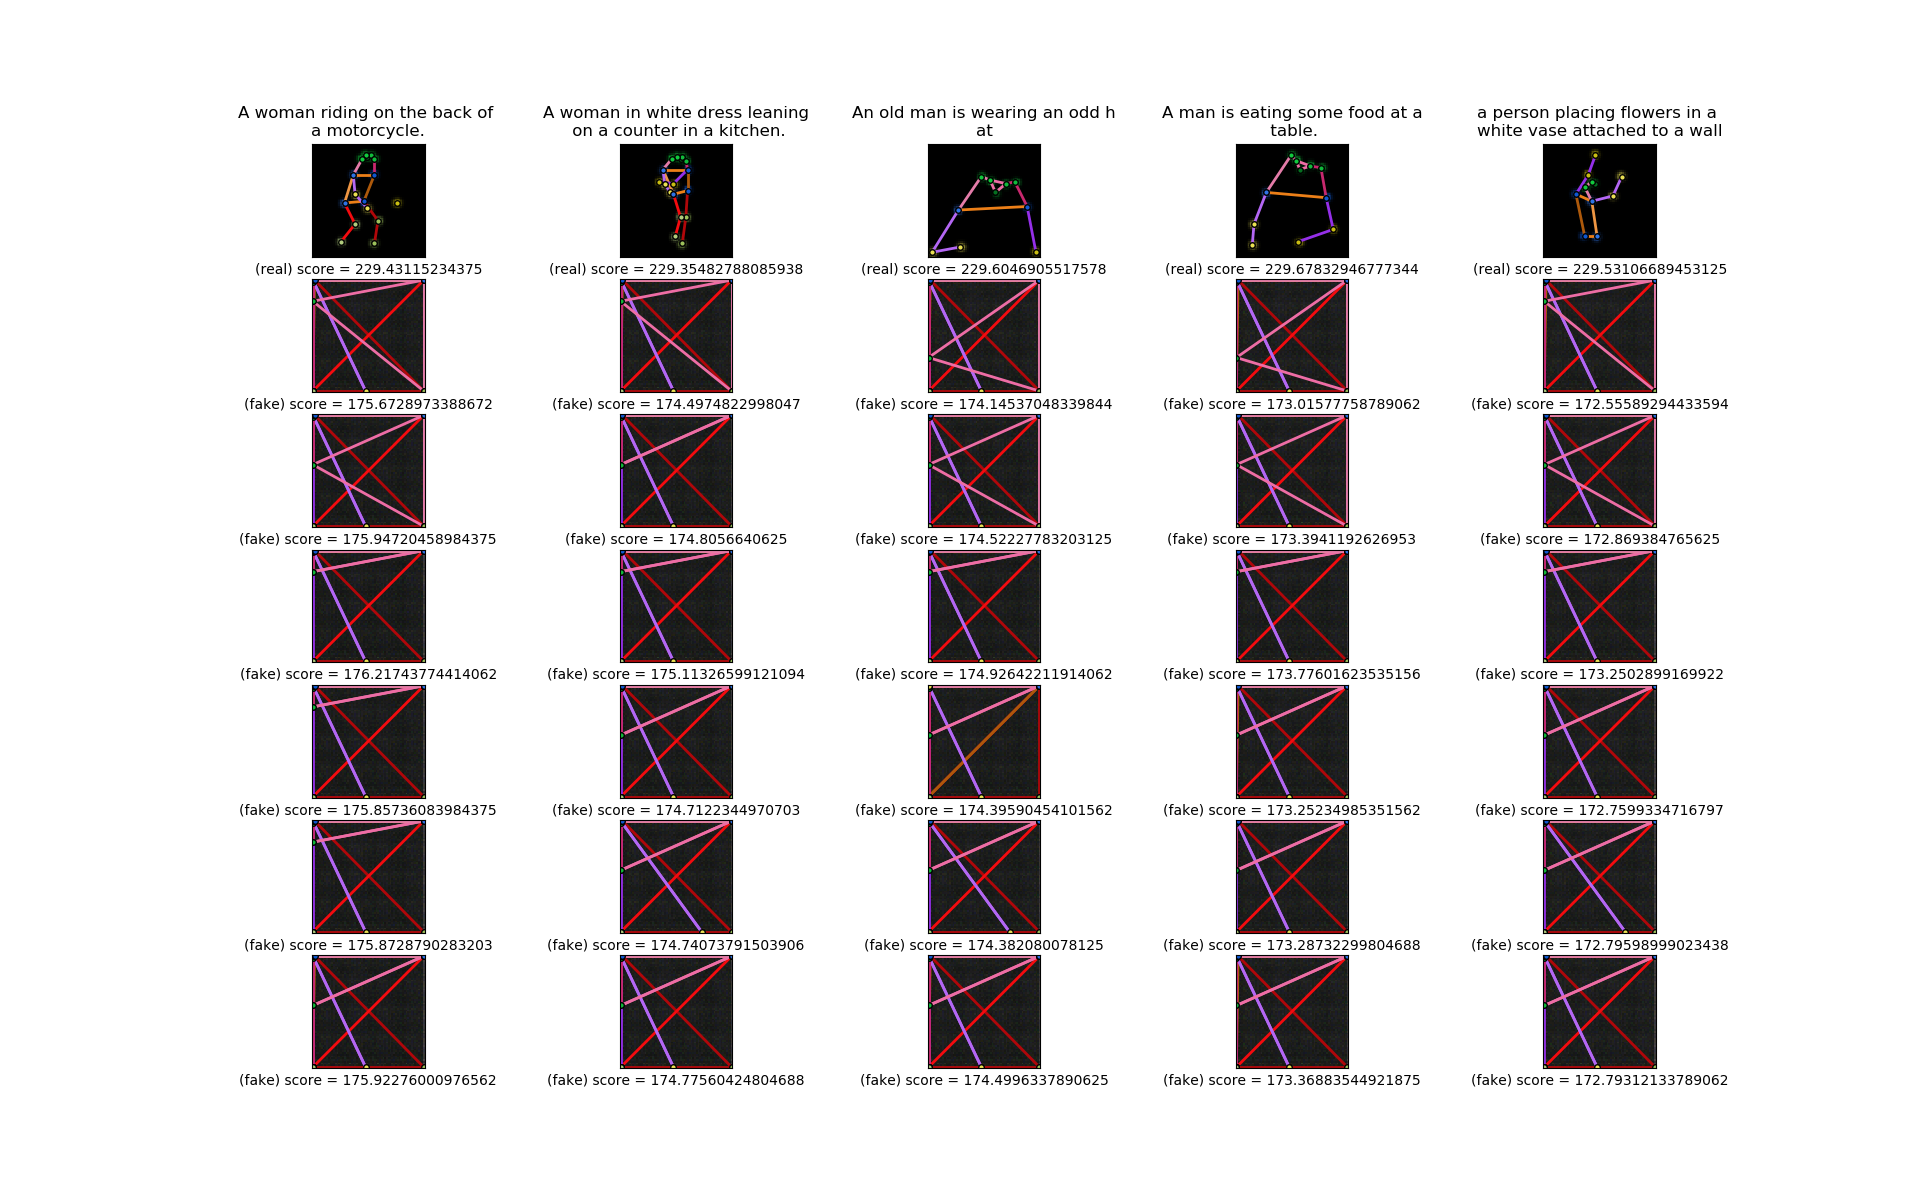 A woman riding on the back of
a motorcycle.
A woman in white dress leaning
on a counter in a kitchen.
An old man is wearing an odd h
at
A man is eating some food at a
table.
a person placing flowers in a
white vase attached to a wall
(real) score = 229.43115234375
(real) score = 229.35482788085938
(real) score = 229.6046905517578
(real) score = 229.67832946777344
(real) score = 229.53106689453125
(fake) score = 175.6728973388672
(fake) score = 174.4974822998047
(fake) score = 174.14537048339844
(fake) score = 173.01577758789062
(fake) score = 172.55589294433594
(fake) score = 175.94720458984375
(fake) score = 174.8056640625
(fake) score = 174.52227783203125
(fake) score = 173.3941192626953
(fake) score = 172.869384765625
(fake) score = 176.21743774414062
(fake) score = 175.11326599121094
(fake) score = 174.92642211914062
(fake) score = 173.77601623535156
(fake) score = 173.2502899169922
(fake) score = 175.85736083984375
(fake) score = 174.7122344970703
(fake) score = 174.39590454101562
(fake) score = 173.25234985351562
(fake) score = 172.7599334716797
(fake) score = 175.8728790283203
(fake) score = 174.74073791503906
(fake) score = 174.382080078125
(fake) score = 173.28732299804688
(fake) score = 172.79598999023438
(fake) score = 175.92276000976562
(fake) score = 174.77560424804688
(fake) score = 174.4996337890625
(fake) score = 173.36883544921875
(fake) score = 172.79312133789062